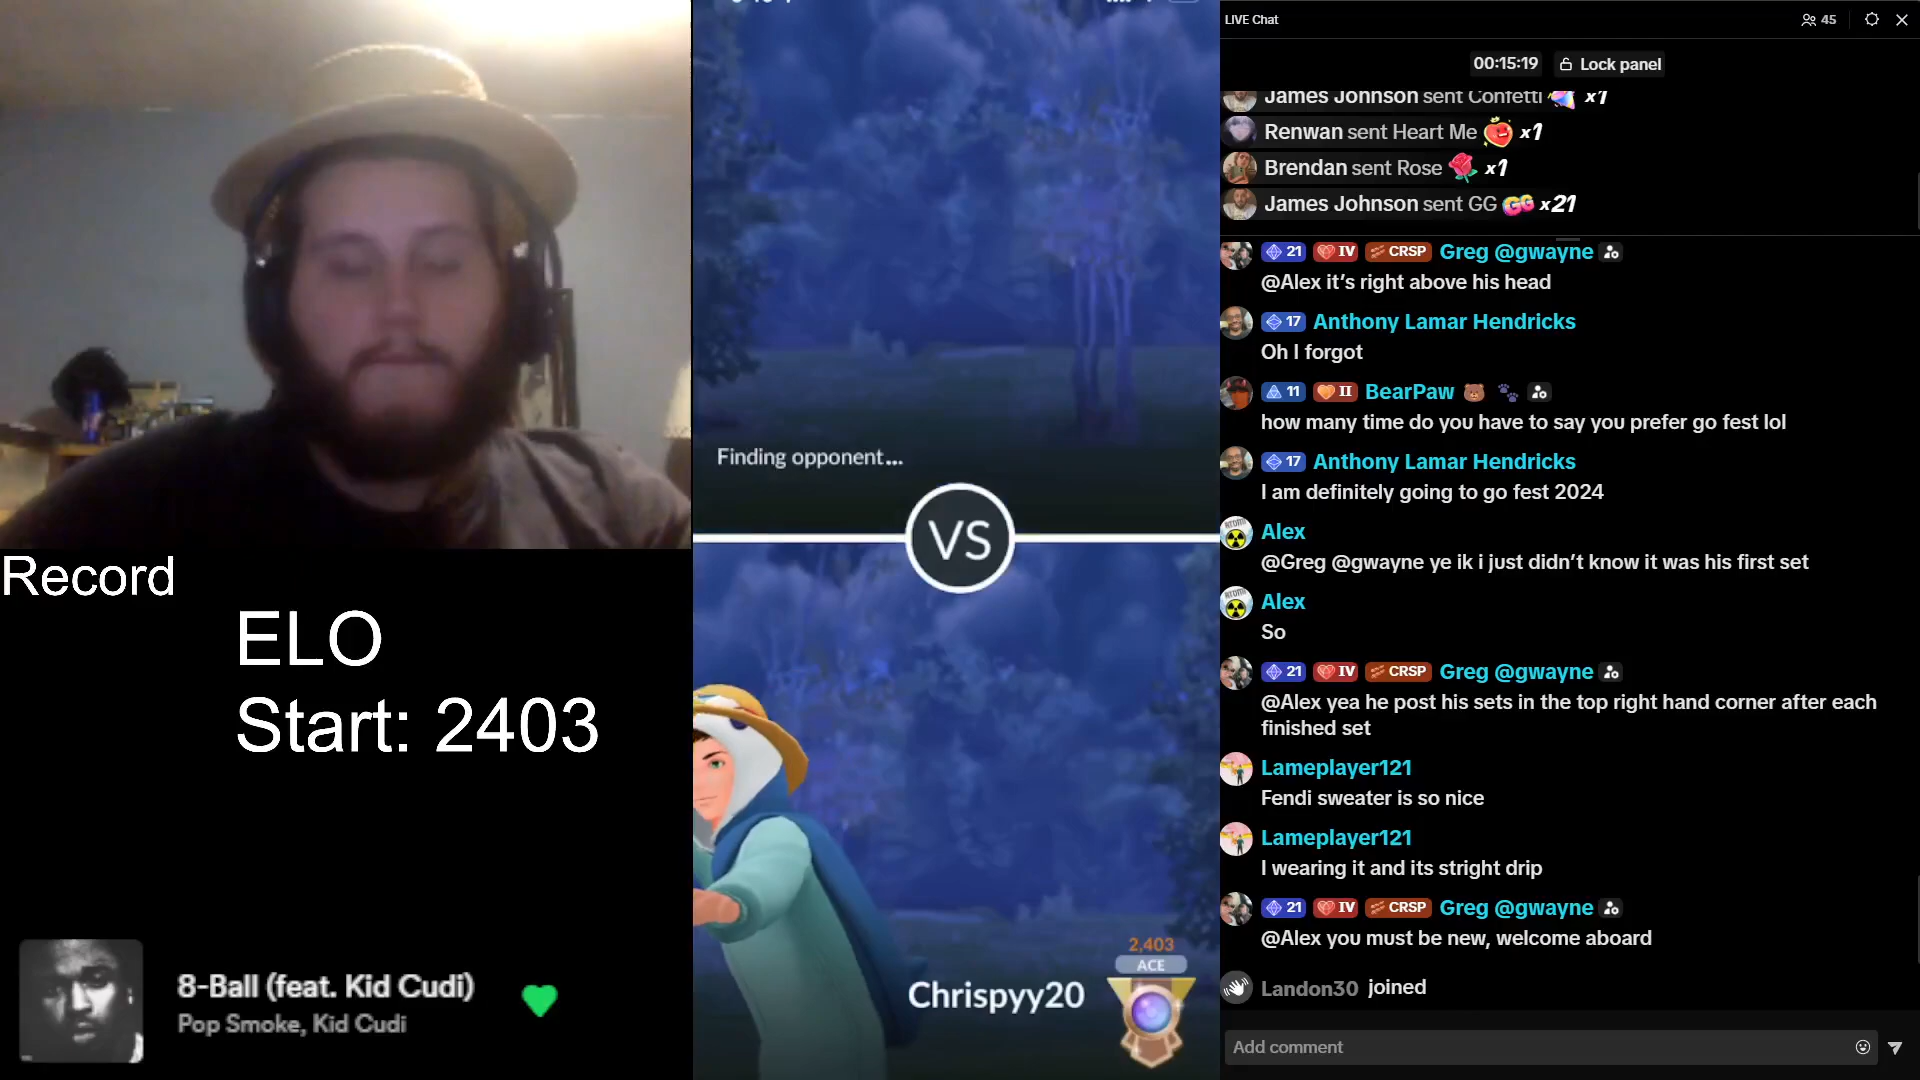 Record
ELO
Start: 2403
8-Ball (feat. Kid Cudi)
Pop Smoke, Kid Cudi
Finding opponent...
VS
2,403
ACE
Chrispyy20
LIVE Chat
45
00:15:19
Lock panel
James Johnson sent Confetti x1
Renwan sent Heart Me x1
Brendan sent Rose x1
James Johnson sent GG GG x21
21 IV CRSP Greg @gwayne
@Alex it’s right above his head
17 Anthony Lamar Hendricks
Oh I forgot
11 II BearPaw
how many time do you have to say you prefer go fest lol
17 Anthony Lamar Hendricks
I am definitely going to go fest 2024
Alex
@Greg @gwayne ye ik i just didn’t know it was his first set
Alex
So
21 IV CRSP Greg @gwayne
@Alex yea he post his sets in the top right hand corner after each
finished set
Lameplayer121
Fendi sweater is so nice
Lameplayer121
I wearing it and its stright drip
21 IV CRSP Greg @gwayne
@Alex you must be new, welcome aboard
Landon30 joined
Add comment